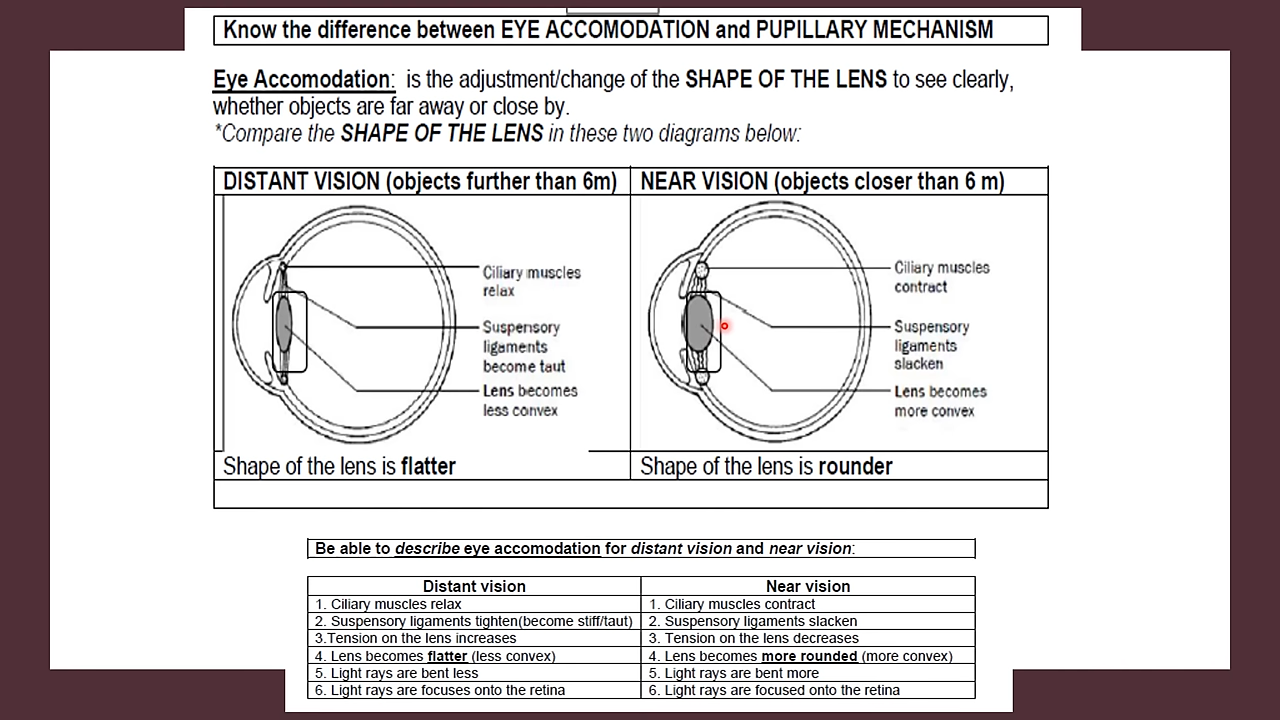 Know the difference between EYE ACCOMODATION and PUPILLARY MECHANISM
Eye Accomodation: is the adjustment/change of the SHAPE OF THE LENS to see clearly,
whether objects are far away or close by.
*Compare the SHAPE OF THE LENS in these two diagrams below:
DISTANT VISION (objects further than 6m)
Ciliary muscles
relax
Suspensory
ligaments
become taut
Lens becomes
less convex
Shape of the lens is flatter
NEAR VISION (objects closer than 6 m)
Ciliary muscles
contract
Suspensory
ligaments
slacken
Lens becomes
more convex
Shape of the lens is rounder
Be able to describe eye accomodation for distant vision and near vision:
Distant vision Near vision
1. Ciliary muscles relax 1. Ciliary muscles contract
2. Suspensory ligaments tighten(become stiff/taut) 2. Suspensory ligaments slacken
3.Tension on the lens increases 3. Tension on the lens decreases
4. Lens becomes flatter (less convex) 4. Lens becomes more rounded (more convex)
5. Light rays are bent less 5. Light rays are bent more
6. Light rays are focuses onto the retina 6. Light rays are focused onto the retina